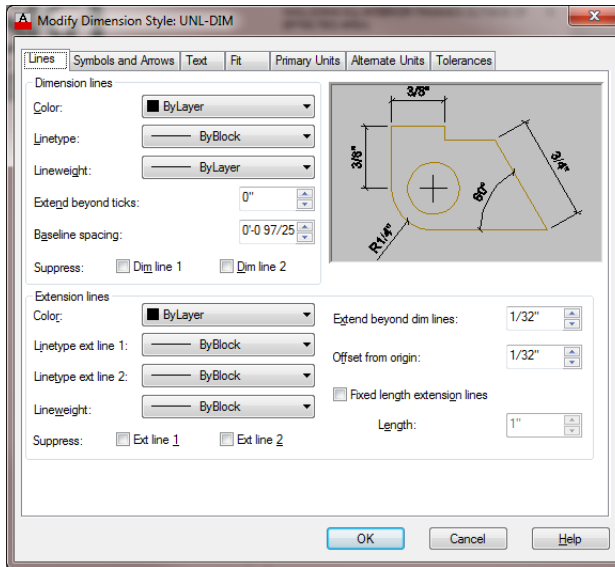 Modify Dimension Style: UNL-DIM
Lines Symbols and Arrows Text Fit Primary Units Alternate Units Tolerances
Dimension lines
Color: ByLayer
Linetype: ByBlock
Lineweight: ByLayer
Extend beyond ticks: 0"
Baseline spacing: 0'-0 97/25
Suppress: Dim line 1 Dim line 2
3/8"
3/8"
3/4"
60°
R1/4"
Extension lines
Color: ByLayer
Linetype ext line 1: ByBlock
Linetype ext line 2: ByBlock
Lineweight: ByBlock
Suppress: Ext line 1 Ext line 2
Extend beyond dim lines: 1/32"
Offset from origin: 1/32"
Fixed length extension lines
Length: 1"
OK Cancel Help